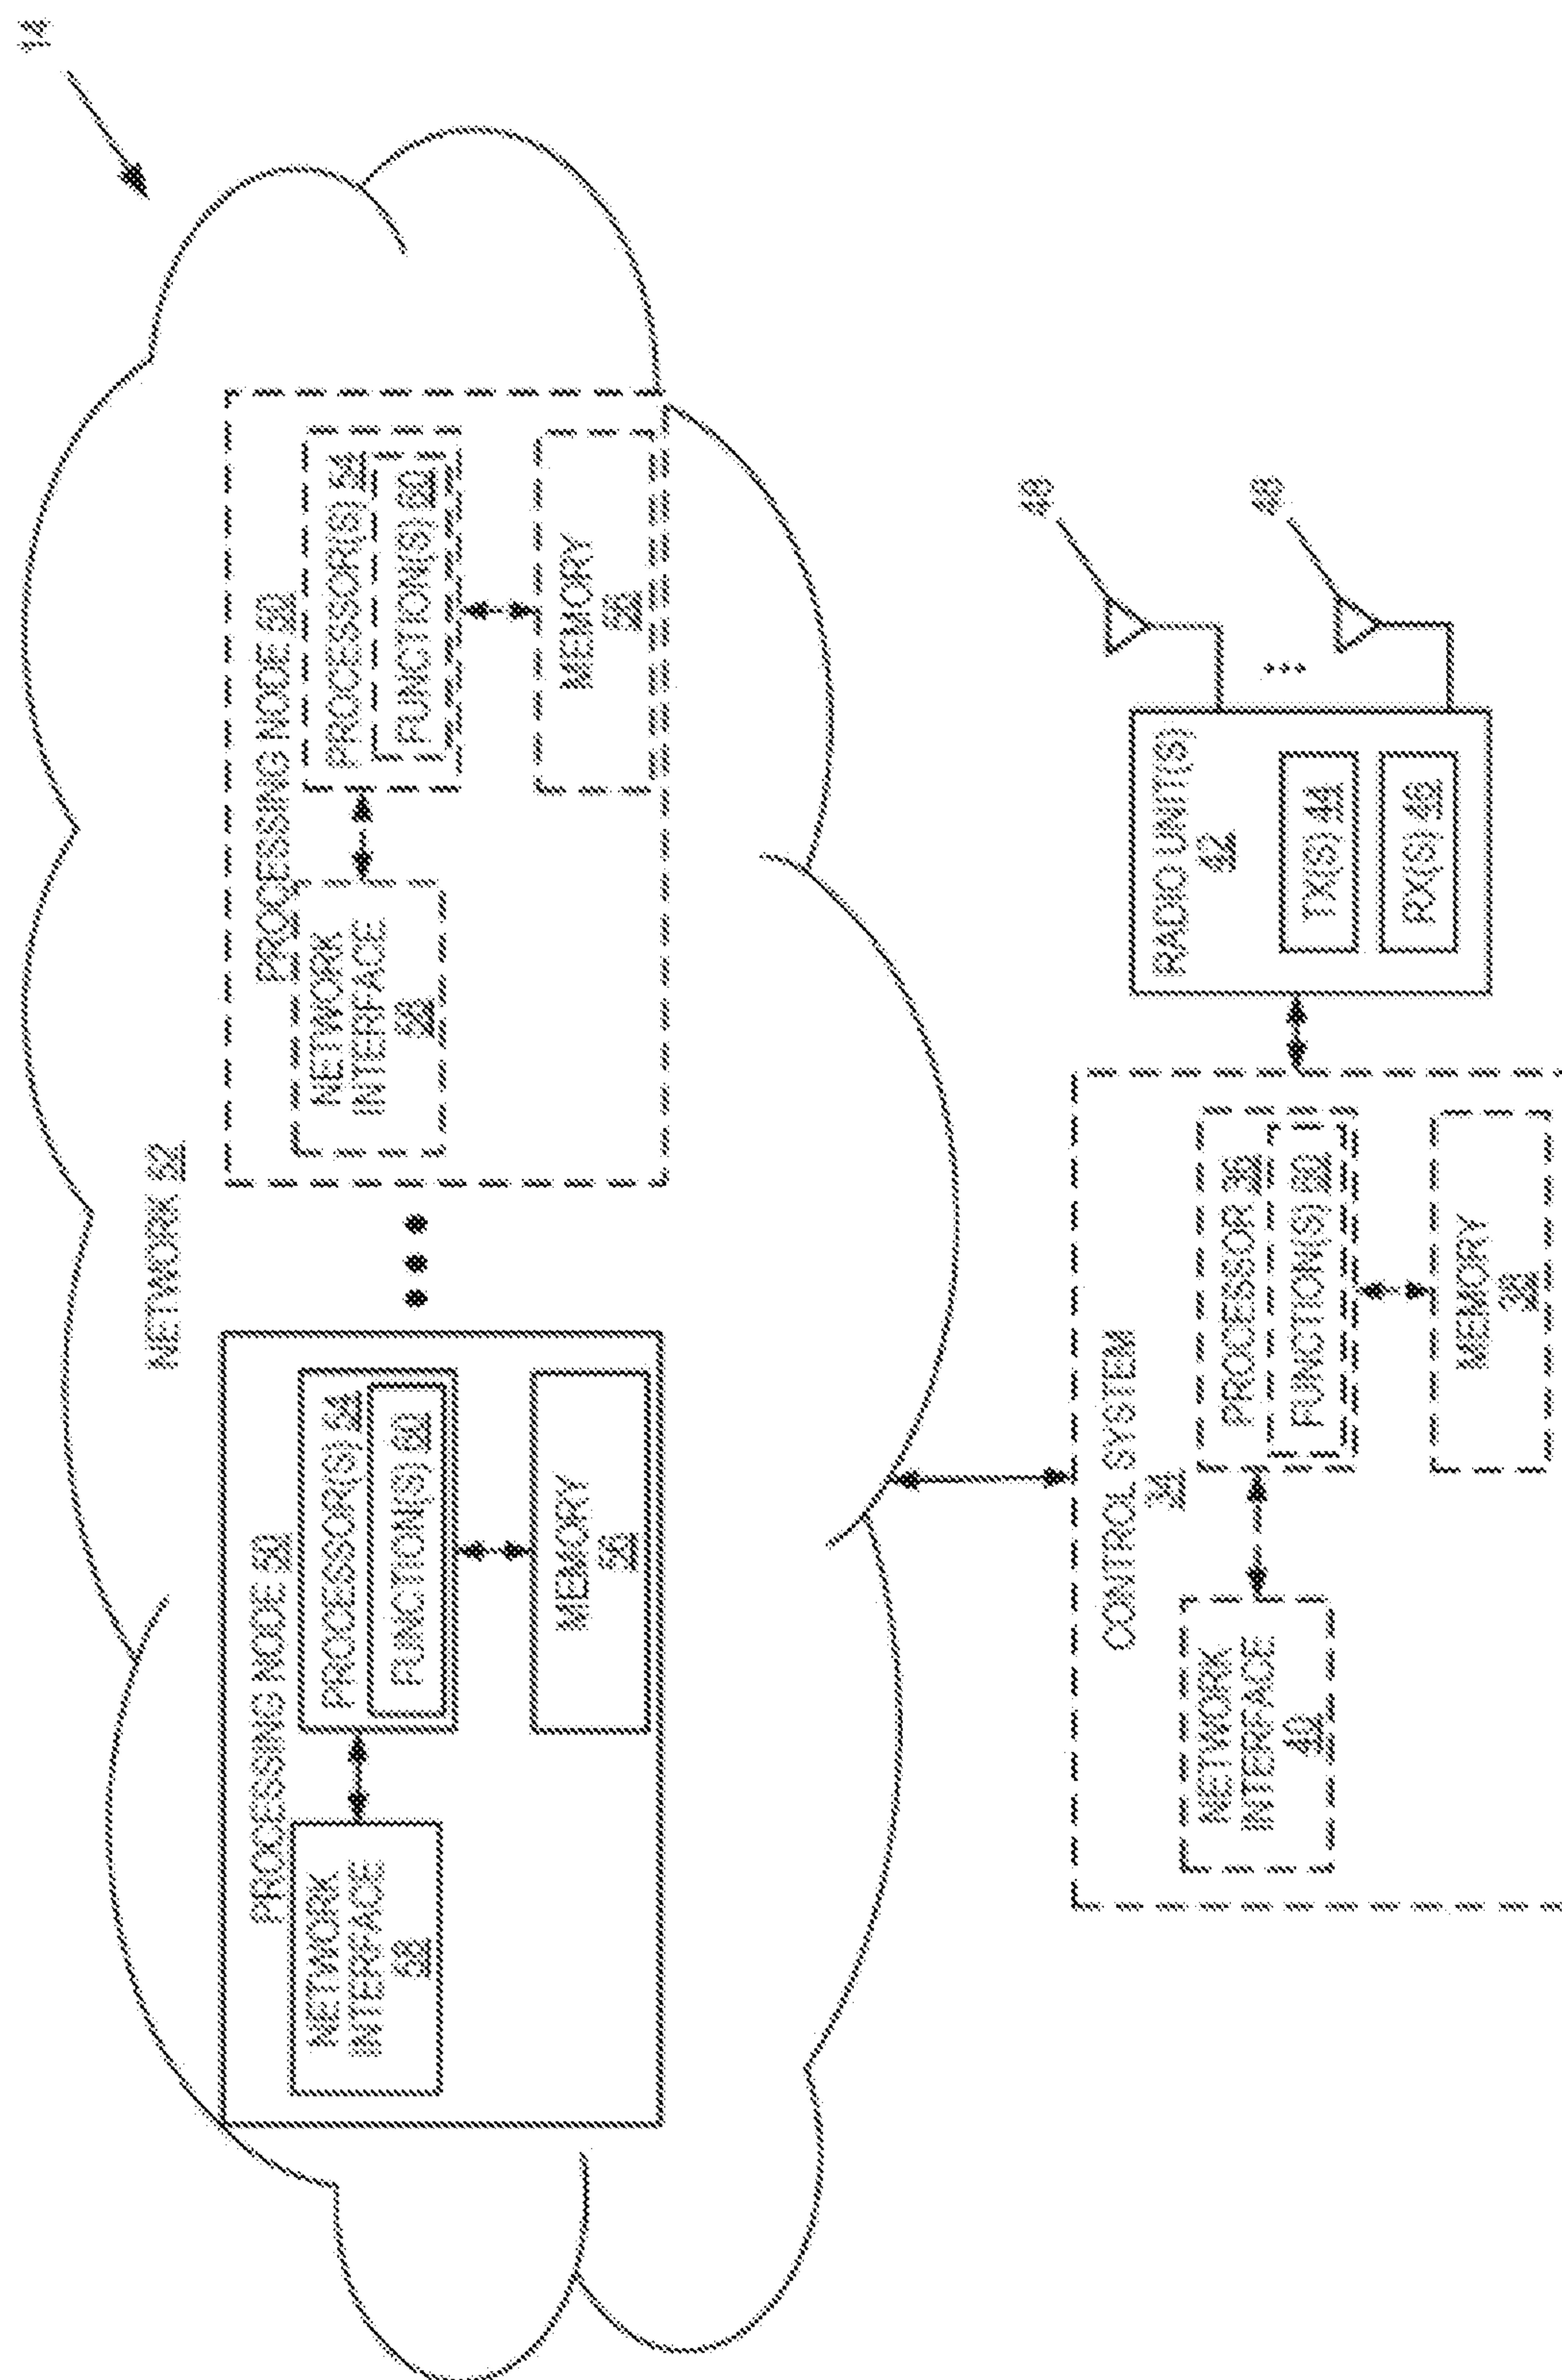 14
NETWORK 52
PROCESSING NODE 50
NETWORK
INTERFACE
58
PROCESSOR(S) 54
FUNCTION(S) 60
MEMORY
56
PROCESSING NODE 50
NETWORK
INTERFACE
58
PROCESSOR(S) 54
FUNCTION(S) 60
MEMORY
56
CONTROL SYSTEM
34
NETWORK
INTERFACE
40
PROCESSOR 36
FUNCTION(S) 60
MEMORY
38
RADIO UNIT(S)
42
TX(S) 44
RX(S) 46
48
48